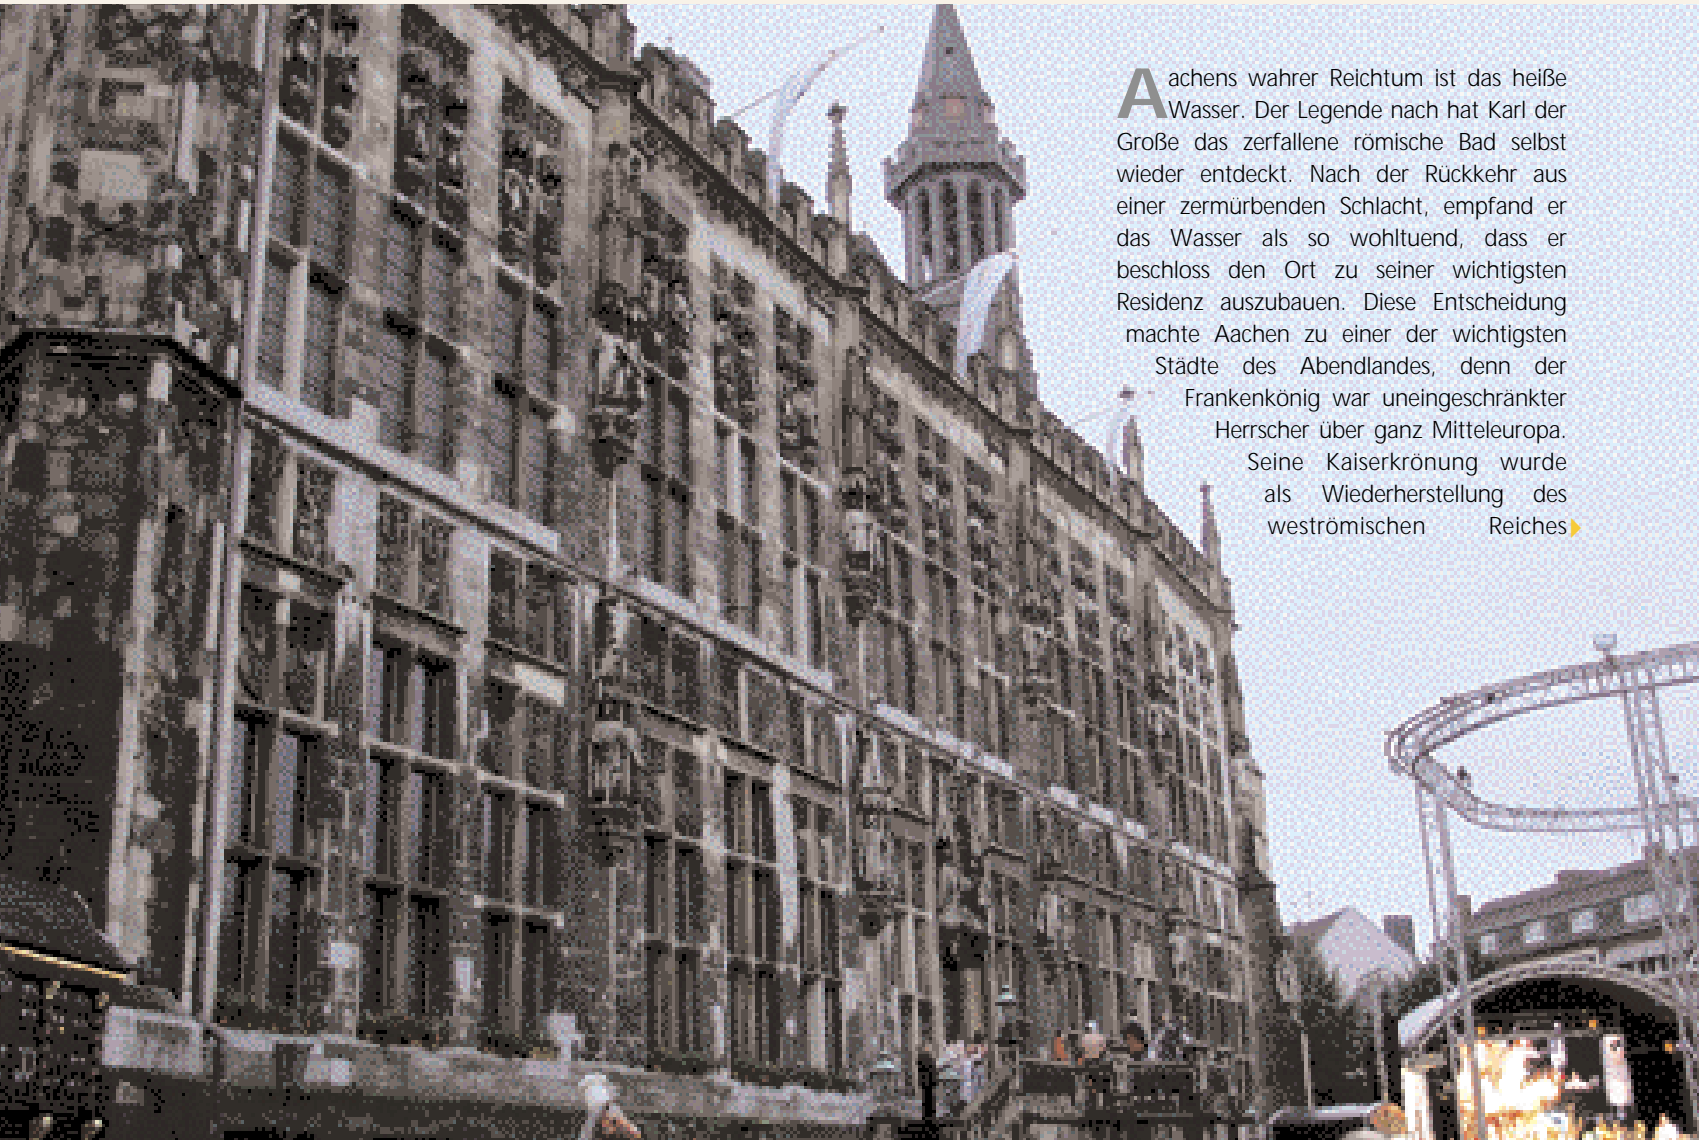 Aachens wahrer Reichtum ist das heiße
Wasser. Der Legende nach hat Karl der
Große das zerfallene römische Bad selbst
wieder entdeckt. Nach der Rückkehr aus
einer zermürbenden Schlacht, empfand er
das Wasser als so wohltuend, dass er
beschloss den Ort zu seiner wichtigsten
Residenz auszubauen. Diese Entscheidung
machte Aachen zu einer der wichtigsten
Städte des Abendlandes, denn der
Frankenkönig war uneingeschränkter
Herrscher über ganz Mitteleuropa.
Seine Kaiserkrönung wurde
als Wiederherstellung des
weströmischen Reiches